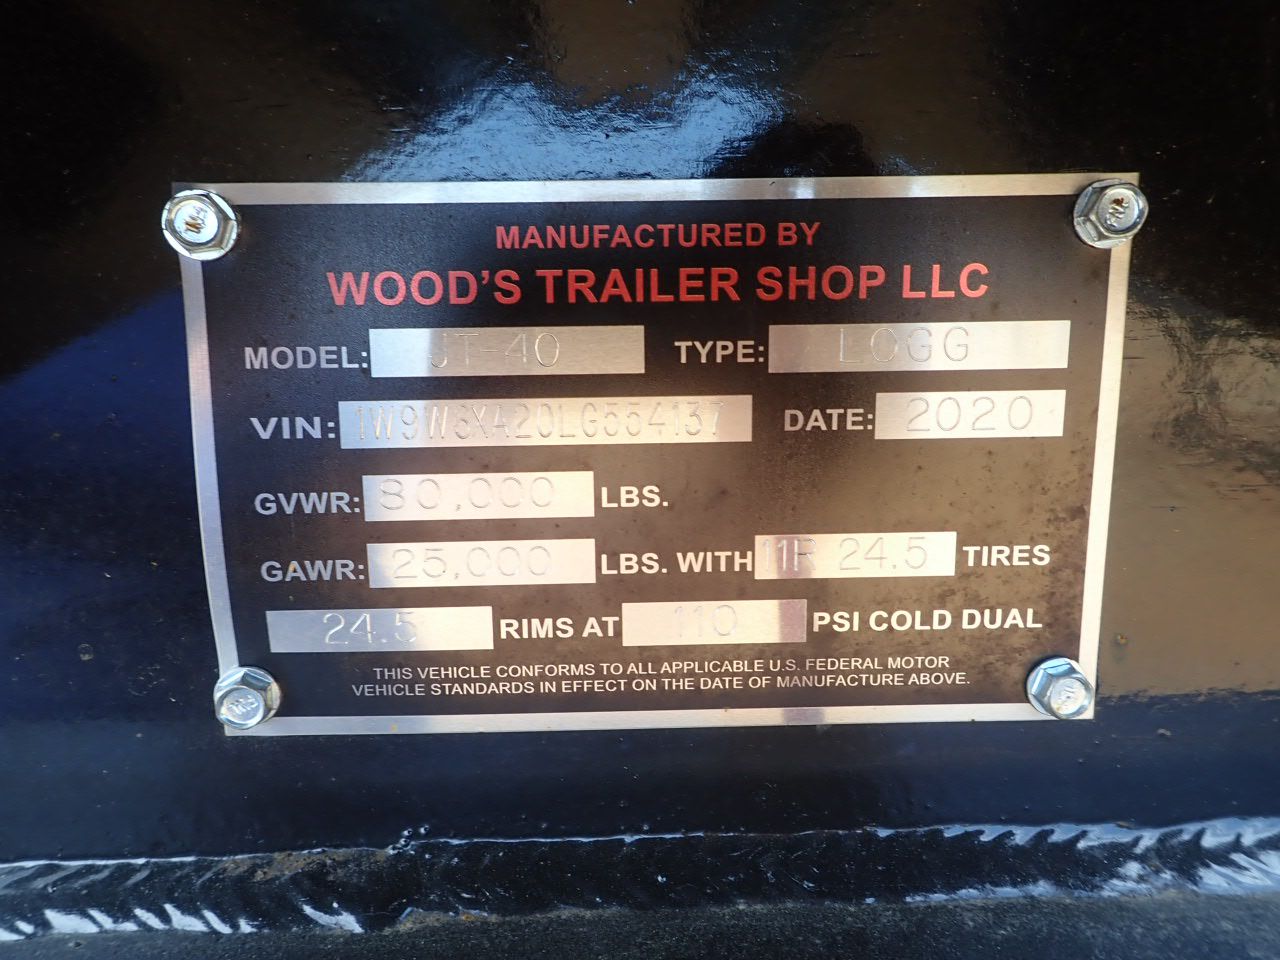 MANUFACTURED BY
WOOD'S TRAILER SHOP LLC
MODEL: JT-40 TYPE: LOGG
VIN: 1W9W3XA20LG554137 DATE: 2020
GVWR: 80,000 LBS.
GAWR: 25,000 LBS. WITH 11R 24.5 TIRES
24.5 RIMS AT 110 PSI COLD DUAL
THIS VEHICLE CONFORMS TO ALL APPLICABLE U.S. FEDERAL MOTOR
VEHICLE STANDARDS IN EFFECT ON THE DATE OF MANUFACTURE ABOVE.